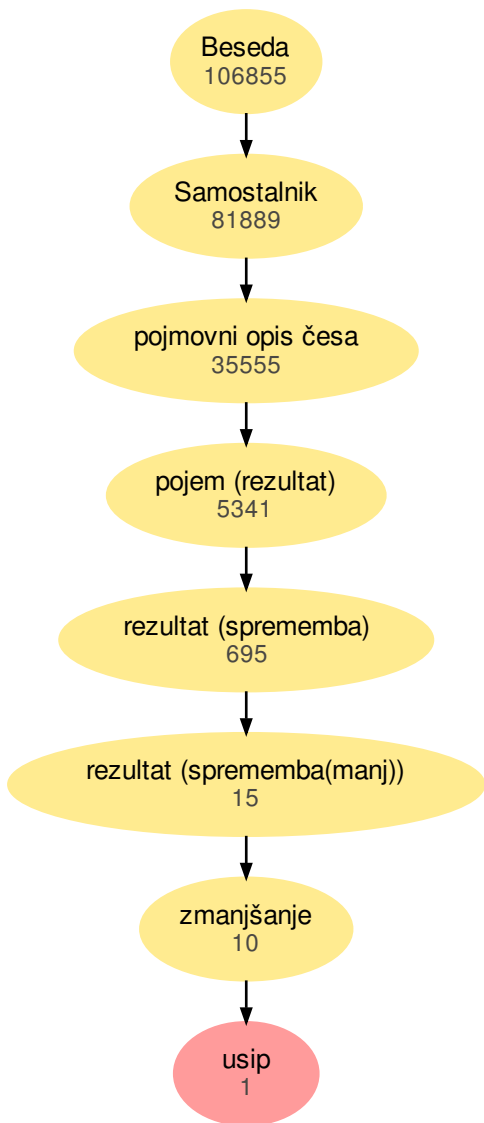 Beseda
106855
Samostalnik
81889
pojmovni opis česa
35555
pojem (rezultat)
5341
rezultat (sprememba)
695
rezultat (sprememba(manj))
15
zmanjšanje
10
usip
1